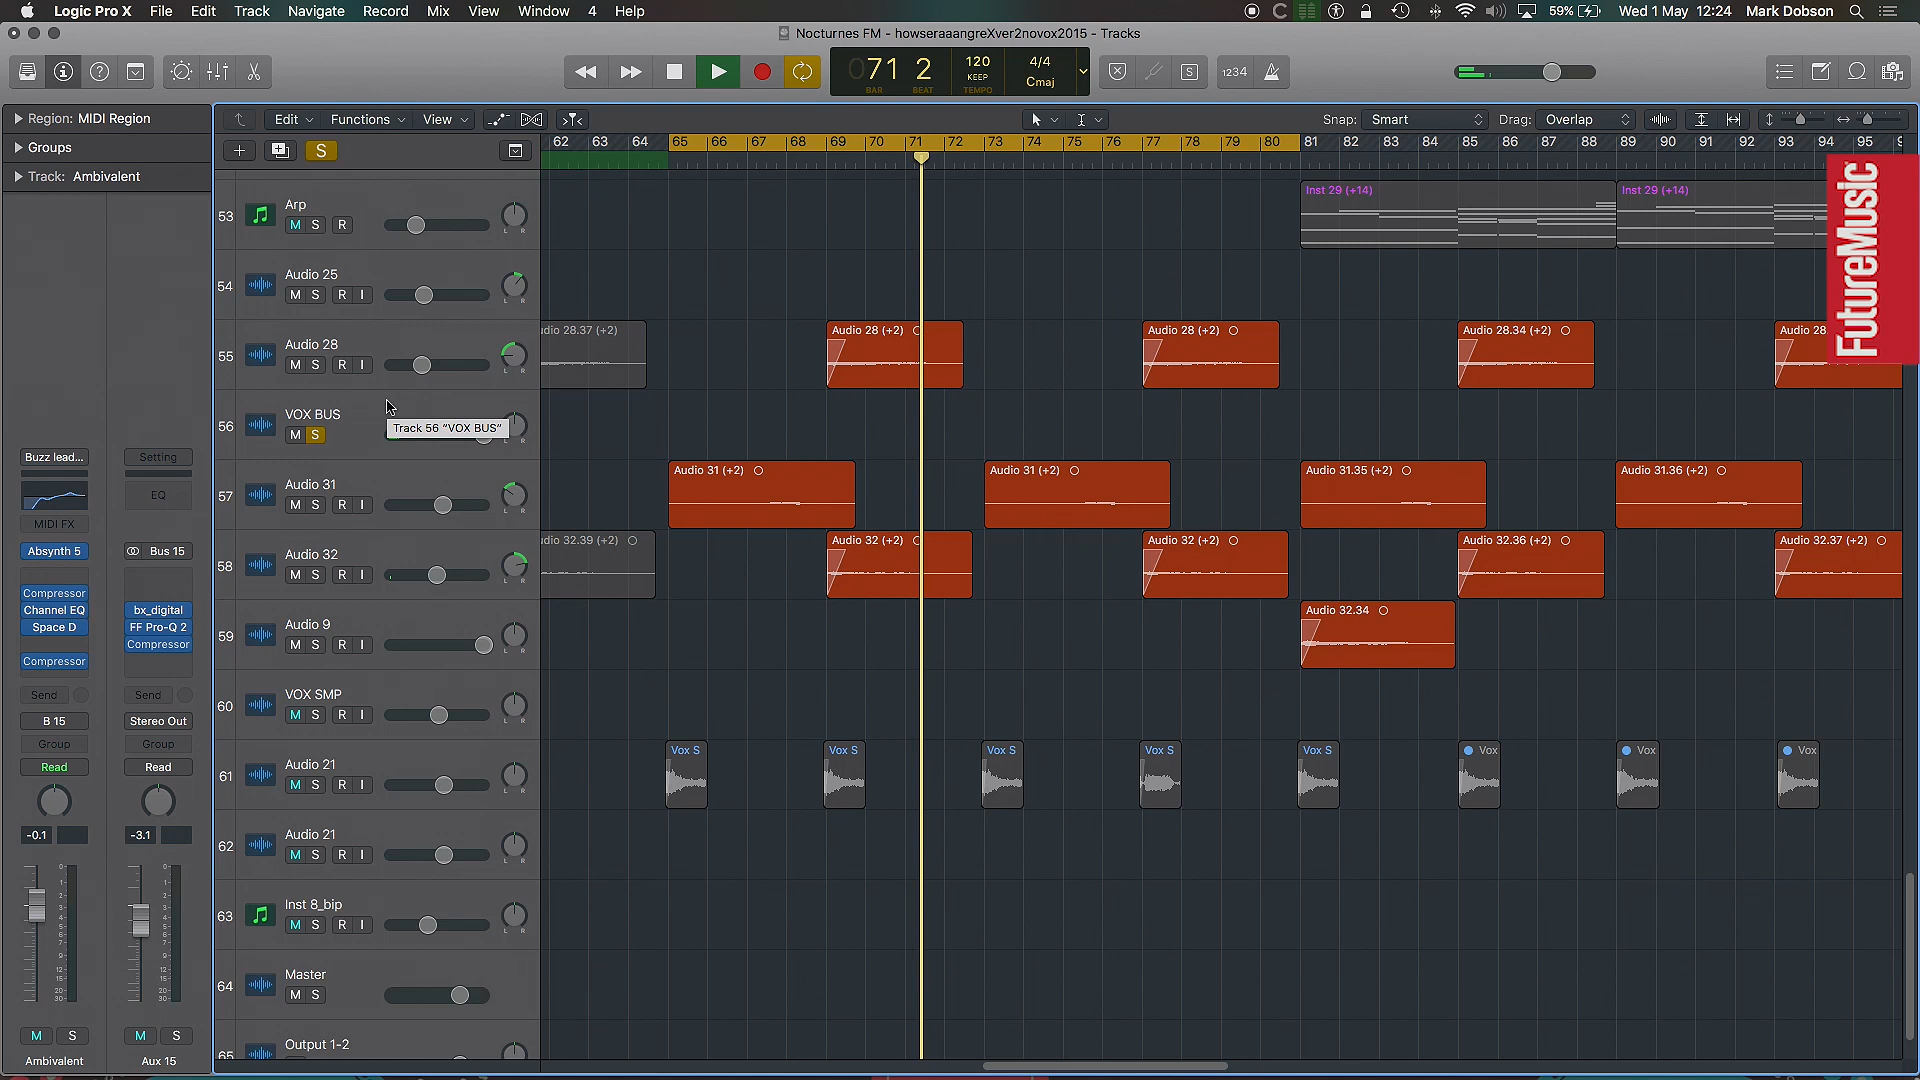 Logic Pro X File Edit Track Navigate Record Mix View Window 4 Help
59% Wed 1 May 12:24 Mark Dobson
Nocturnes FM - howseraaangreXver2novox2015 - Tracks
071 2 120 KEEP 4/4 Cmaj
BAR BEAT TEMPO
S 1234
Region: MIDI Region
Groups
Track: Ambivalent
Edit Functions View Snap: Smart Drag: Overlap
S
62 63 64 65 66 67 68 69 70 71 72 73 74 75 76 77 78 79 80 81 82 83 84 85 86 87 88 89 90 91 92 93 94 95
FutureMusic
53 Arp
M S R
L R
Inst 29 (+14) Inst 29 (+14)
54 Audio 25
M S R I
L R
55 Audio 28
M S R I
L R
udio 28.37 (+2) Audio 28 (+2) Audio 28 (+2) Audio 28.34 (+2) Audio 28
56 VOX BUS
M S
L R
Track 56 "VOX BUS"
57 Audio 31
M S R I
L R
Audio 31 (+2) Audio 31 (+2) Audio 31.35 (+2) Audio 31.36 (+2)
58 Audio 32
M S R I
L R
udio 32.39 (+2) Audio 32 (+2) Audio 32 (+2) Audio 32.36 (+2) Audio 32.37 (+2)
59 Audio 9
M S R I
L R
Audio 32.34
60 VOX SMP
M S R I
L R
61 Audio 21
M S R I
L R
Vox S Vox S Vox S Vox S Vox S Vox Vox Vox
62 Audio 21
M S R I
L R
63 Inst 8_bip
M S R
L R
64 Master
M S
65 Output 1-2
Buzz lead... Setting
EQ
MIDI FX
Absynth 5 Bus 15
Compressor
Channel EQ bx_digital
Space D FF Pro-Q 2
Compressor
Compressor
Send Send
B 15 Stereo Out
Group Group
Read Read
-0.1 -3.1
M S M S
Ambivalent Aux 15